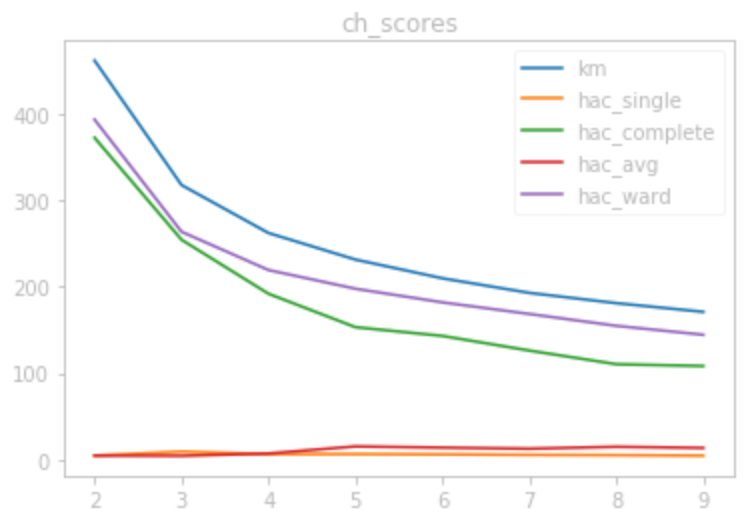 ch_scores
km
hac_single
hac_complete
hac_avg
hac_ward
400
300
200
100
0
2 3 4 5 6 7 8 9